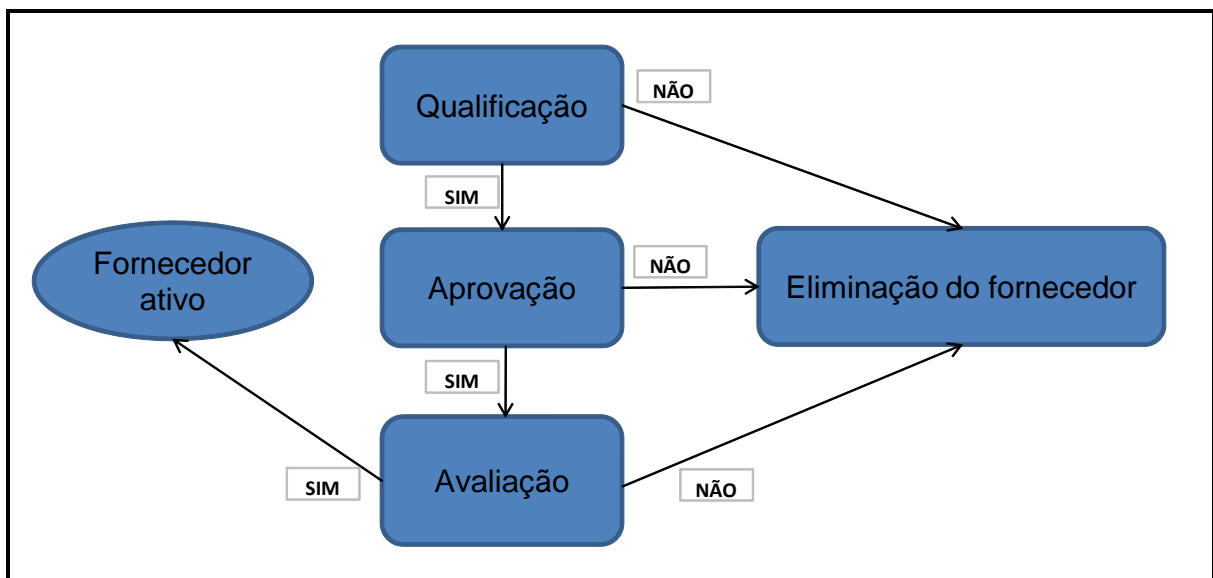 Qualificação
NÃO
SIM
Fornecedor
ativo
Aprovação
NÃO
Eliminação do fornecedor
SIM
Avaliação
SIM
NÃO